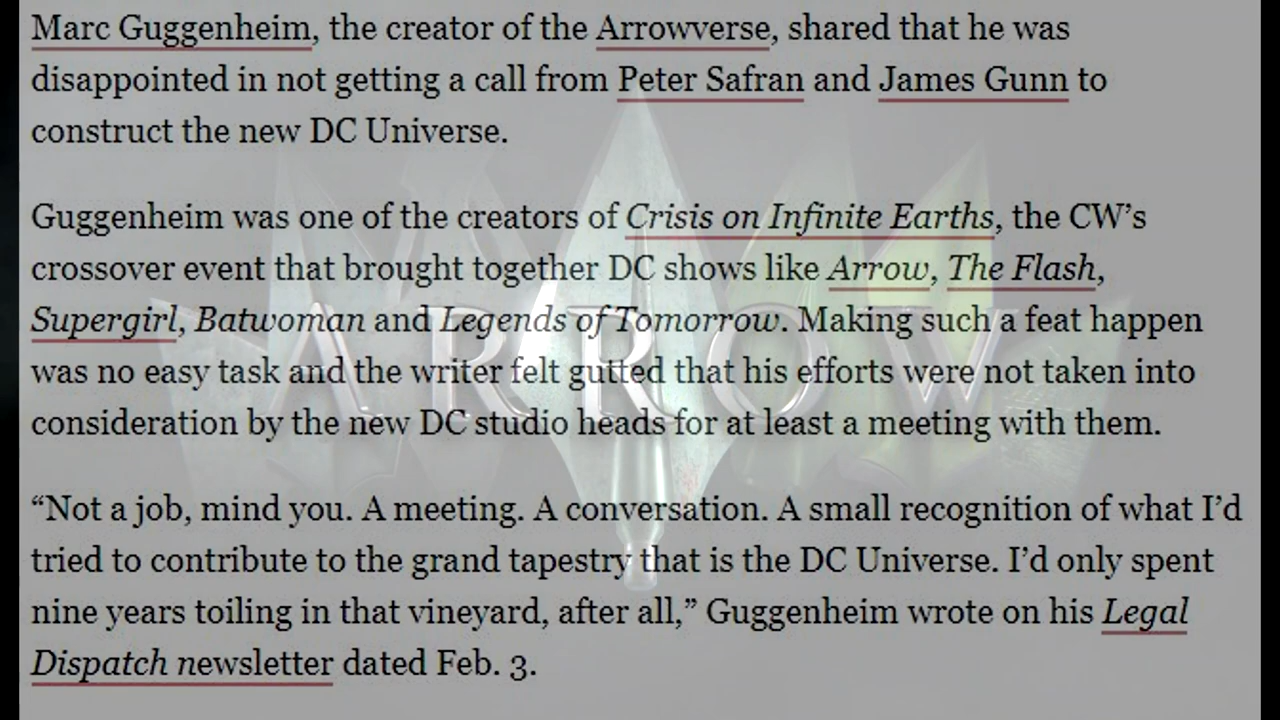 Marc Guggenheim, the creator of the Arrowverse, shared that he was
disappointed in not getting a call from Peter Safran and James Gunn to
construct the new DC Universe.
Guggenheim was one of the creators of Crisis on Infinite Earths, the CW’s
crossover event that brought together DC shows like Arrow, The Flash,
Supergirl, Batwoman and Legends of Tomorrow. Making such a feat happen
was no easy task and the writer felt gutted that his efforts were not taken into
consideration by the new DC studio heads for at least a meeting with them.
“Not a job, mind you. A meeting. A conversation. A small recognition of what I’d
tried to contribute to the grand tapestry that is the DC Universe. I’d only spent
nine years toiling in that vineyard, after all,” Guggenheim wrote on his Legal
Dispatch newsletter dated Feb. 3.
ARROW